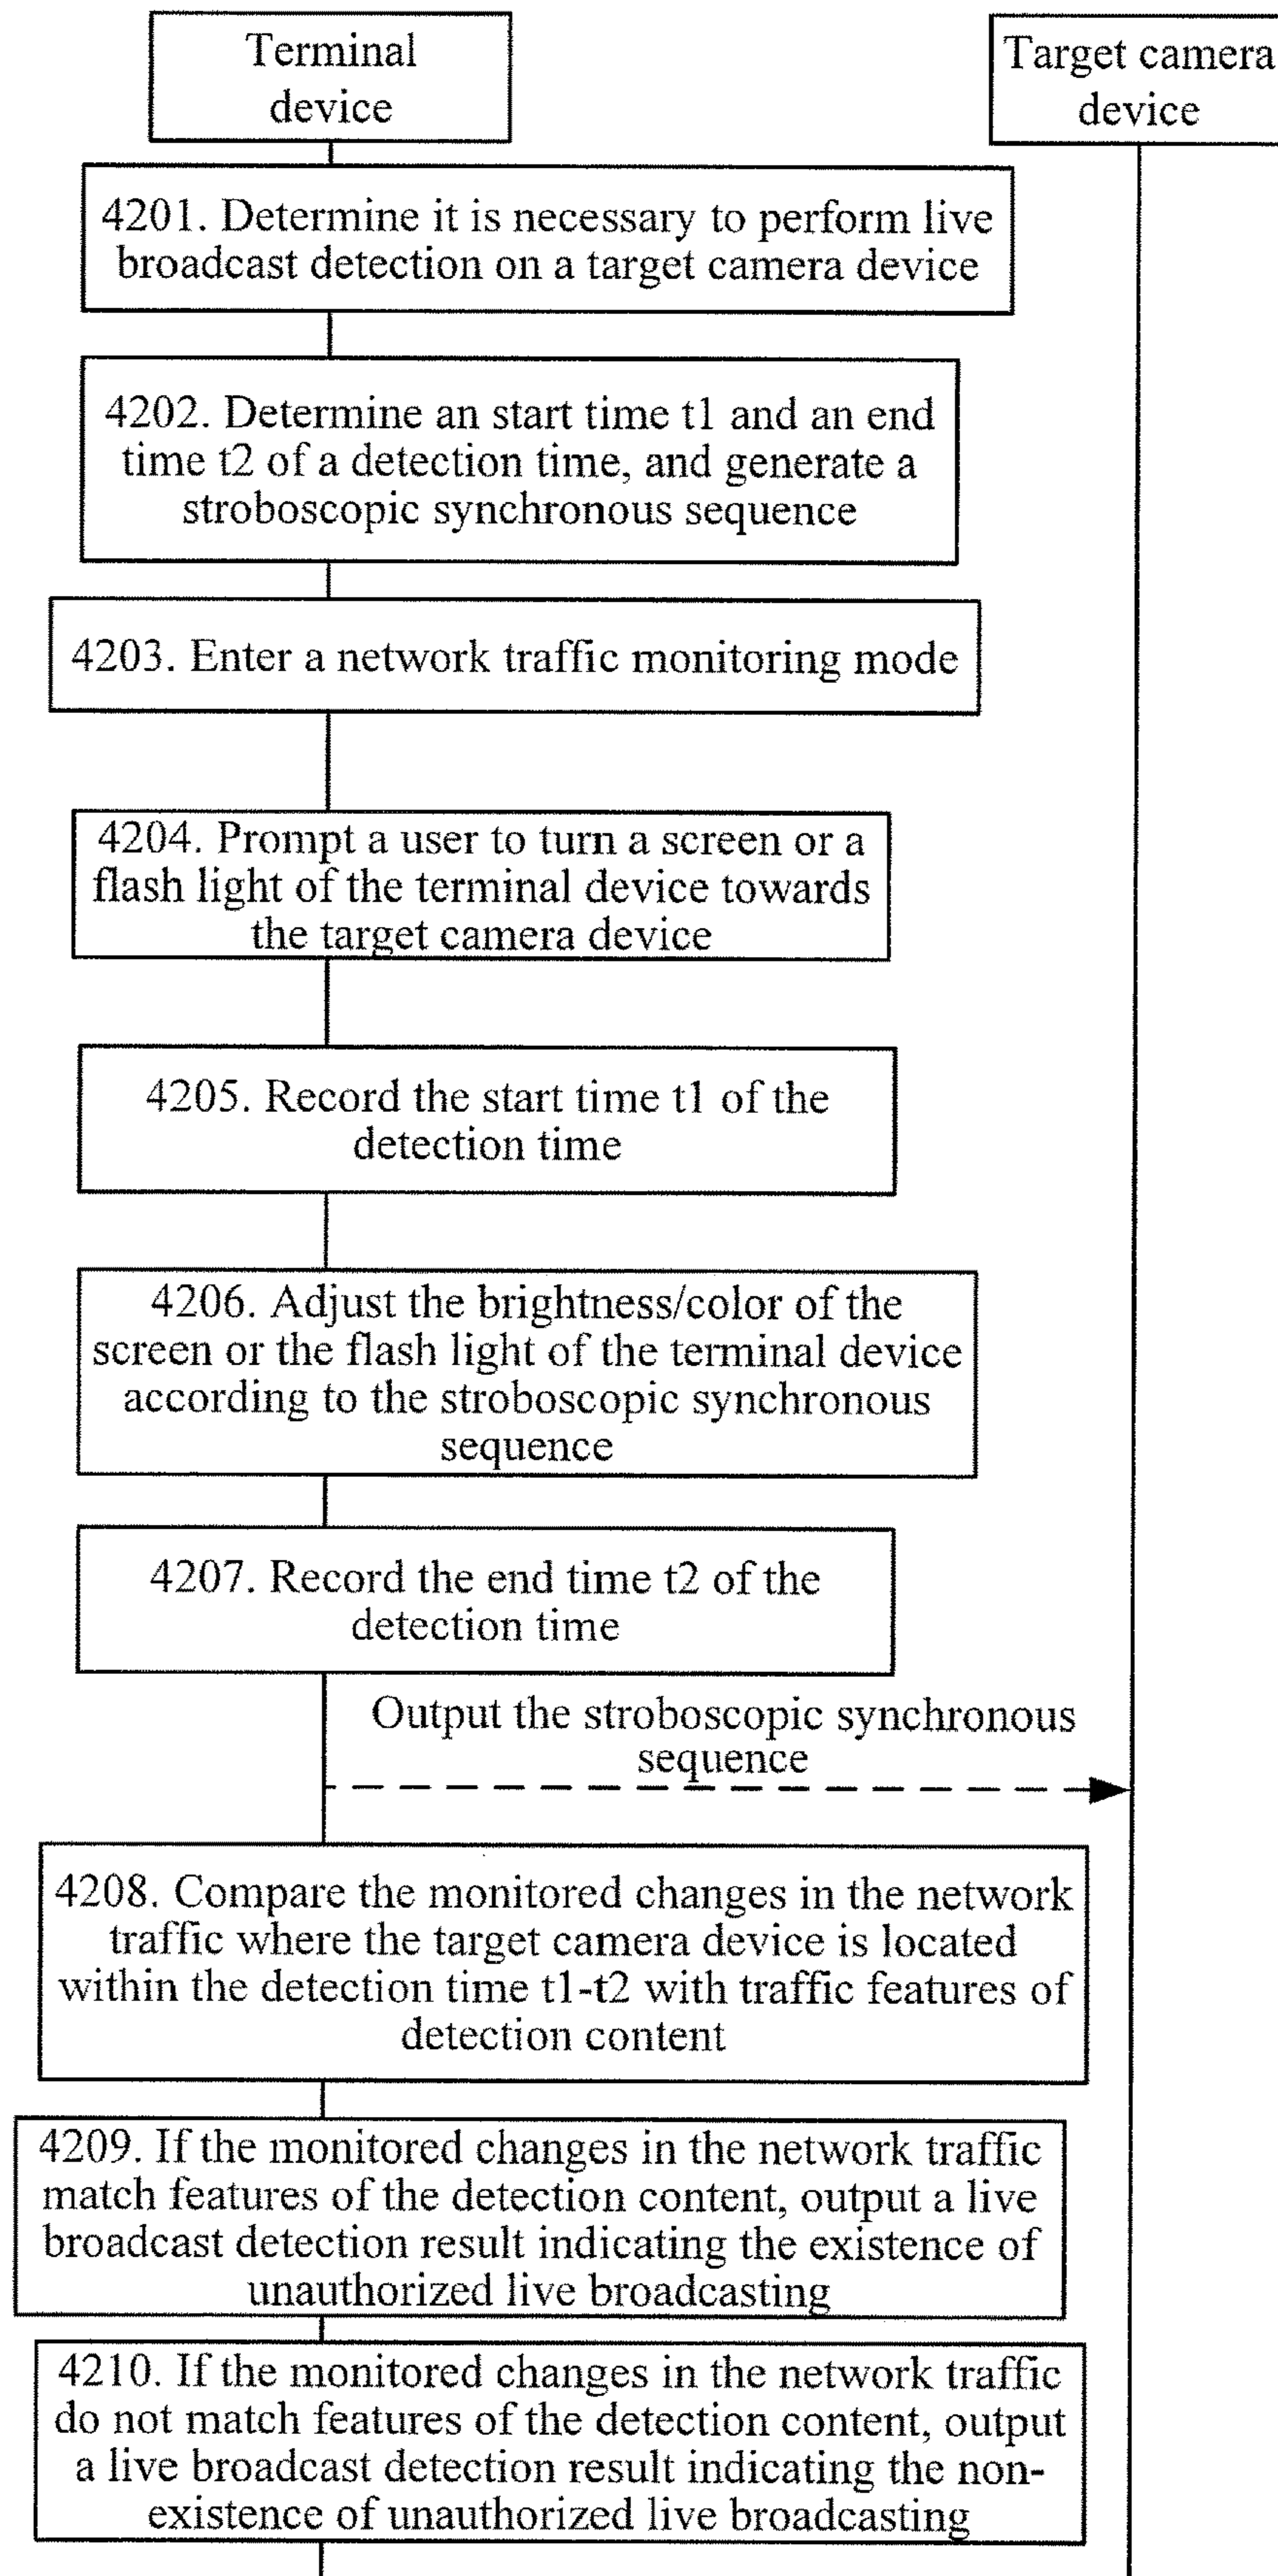 Terminal
device
Target camera
device
4201. Determine it is necessary to perform live
broadcast detection on a target camera device
4202. Determine an start time t1 and an end
time t2 of a detection time, and generate a
stroboscopic synchronous sequence
4203. Enter a network traffic monitoring mode
4204. Prompt a user to turn a screen or a
flash light of the terminal device towards
the target camera device
4205. Record the start time t1 of the
detection time
4206. Adjust the brightness/color of the
screen or the flash light of the terminal device
according to the stroboscopic synchronous
sequence
4207. Record the end time t2 of the
detection time
Output the stroboscopic synchronous
sequence
4208. Compare the monitored changes in the network
traffic where the target camera device is located
within the detection time t1-t2 with traffic features of
detection content
4209. If the monitored changes in the network traffic
match features of the detection content, output a live
broadcast detection result indicating the existence of
unauthorized live broadcasting
4210. If the monitored changes in the network traffic
do not match features of the detection content, output
a live broadcast detection result indicating the non-
existence of unauthorized live broadcasting